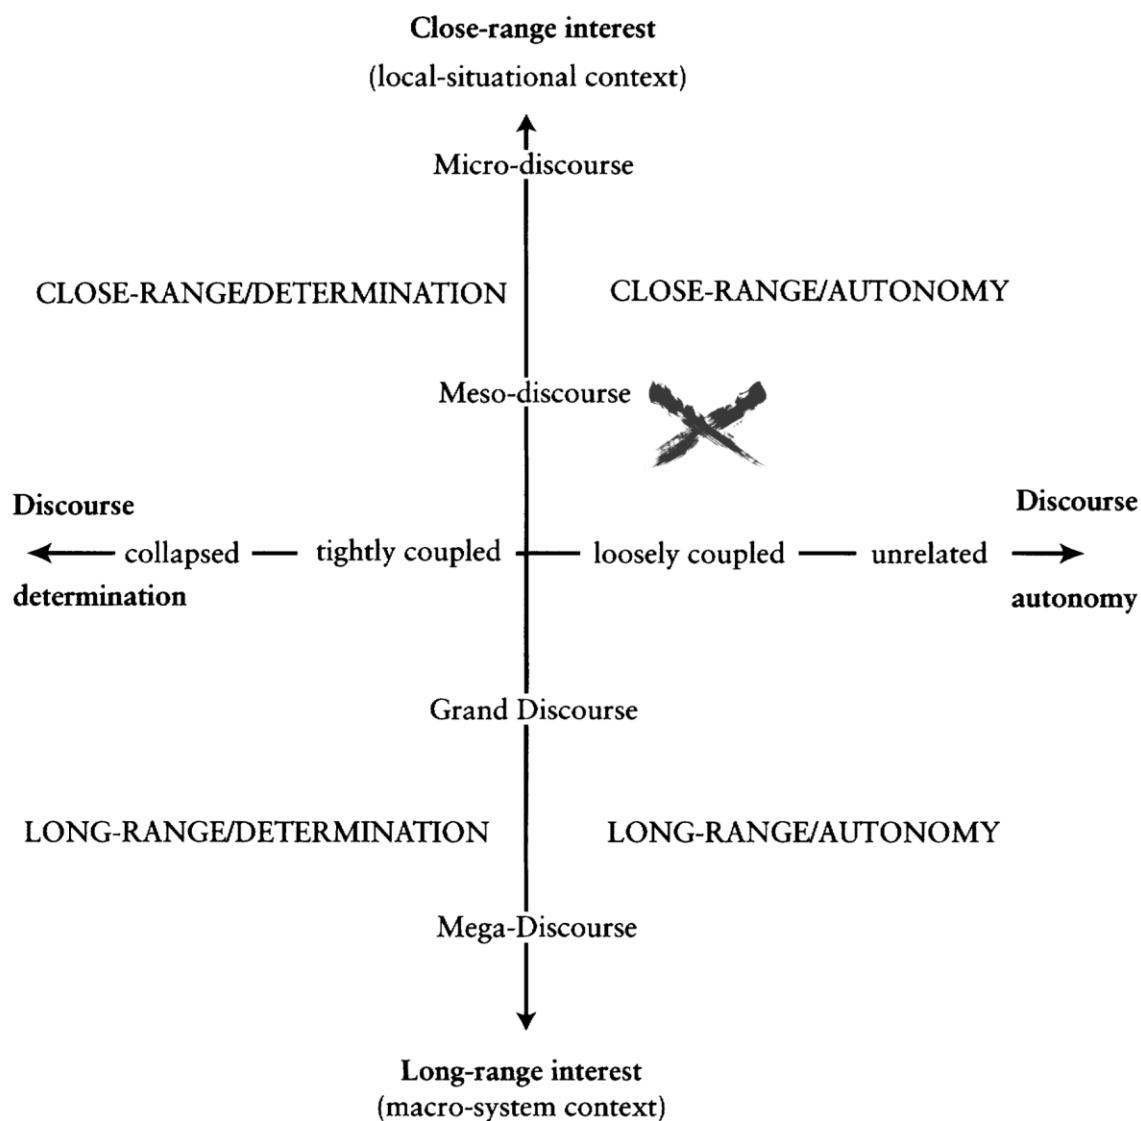 Close-range interest
(local-situational context)
Micro-discourse
CLOSE-RANGE/DETERMINATION
CLOSE-RANGE/AUTONOMY
Meso-discourse
Discourse
Discourse
collapsed
tightly coupled
loosely coupled
unrelated
determination
autonomy
Grand Discourse
LONG-RANGE/DETERMINATION
LONG-RANGE/AUTONOMY
Mega-Discourse
Long-range interest
(macro-system context)